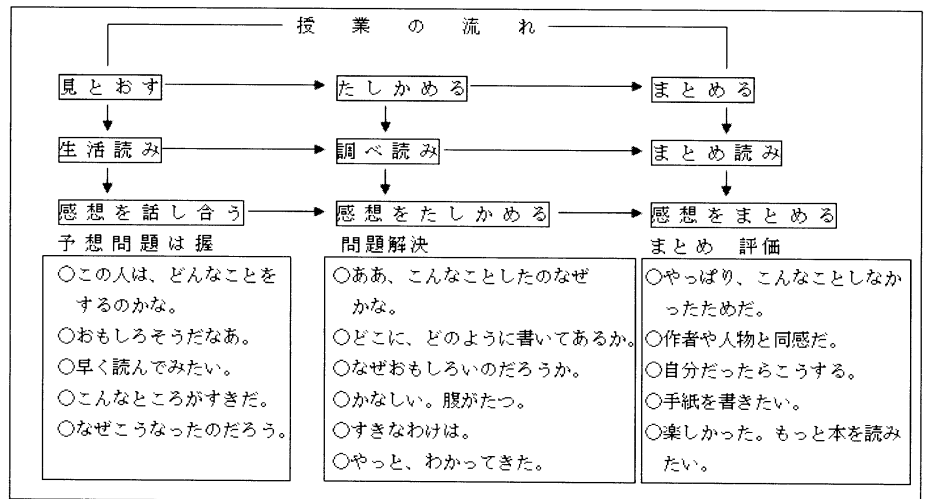 授業の流れ
見とおす
たしかめる
まとめる
生活読み
調べ読み
まとめ読み
感想を話し合う
感想をたしかめる
感想をまとめる
予想問題は握
問題解決
まとめ 評価
○この人は、どんなことを
するのかな。
○おもしろそうだなあ。
○早く読んでみたい。
○こんなところがすきだ。
○なぜこうなったのだろう。
○ああ、こんなことしたのなぜ
かな。
○どこに、どのように書いてあるか。
○なぜおもしろいのだろうか。
○かなしい。腹がたつ。
○すきなわけは。
○やっと、わかってきた。
○やっぱり、こんなことしなか
ったためだ。
○作者や人物と同感だ。
○自分だったらこうする。
○手紙を書きたい。
○楽しかった。もっと本を読み
たい。